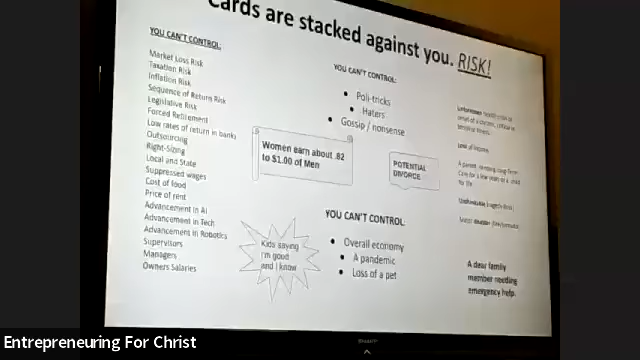 Cards are stacked against you. RISK!
YOU CAN'T CONTROL:
Market Loss Risk
Taxation Risk
Inflation Risk
Sequence of Return Risk
Legislative Risk
Forced Retirement
Low rates of return in banks
Outsourcing
Right-Sizing
Local and State
Suppressed wages
Cost of food
Price of rent
Advancement in AI
Advancement in Tech
Advancement in Robotics
Supervisors
Managers
Owners Salaries
YOU CAN'T CONTROL:
• Poli-tricks
• Haters
• Gossip / nonsense
Women earn about .82
to $1.00 of Men
POTENTIAL
DIVORCE
Kids saying
I'm good
and I know
YOU CAN'T CONTROL:
• Overall economy
• A pandemic
• Loss of a pet
Loss of income.
A dear family
member needing
emergency help.
Entrepreneuring For Christ